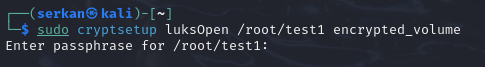 ┌──(serkan㉿kali)-[~]
└─$ sudo cryptsetup luksOpen /root/test1 encrypted_volume
Enter passphrase for /root/test1: